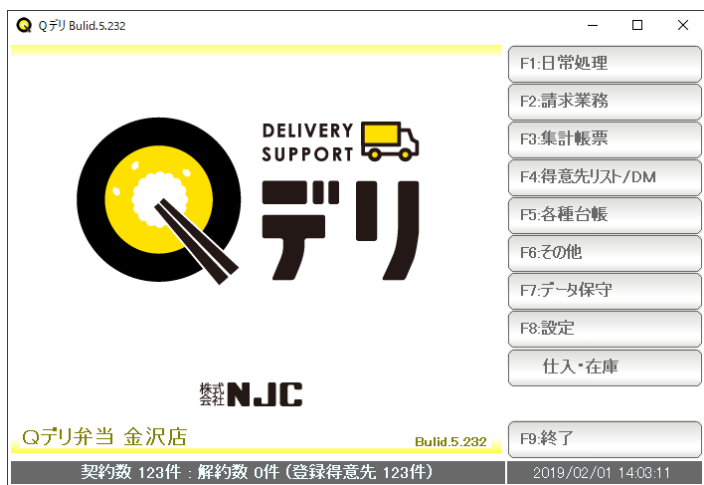 Qデリ Bulid.5.232
F1:日常処理
F2:請求業務
F3:集計帳票
F4:得意先リスト/DM
F5:各種台帳
F6:その他
F7:データ保守
F8:設定
仕入・在庫
F9:終了
DELIVERY
SUPPORT
Qデリ
株式会社NJC
Qデリ弁当 金沢店
Bulid.5.232
契約数 123件 : 解約数 0件 (登録得意先 123件)
2019/02/01 14:03:11